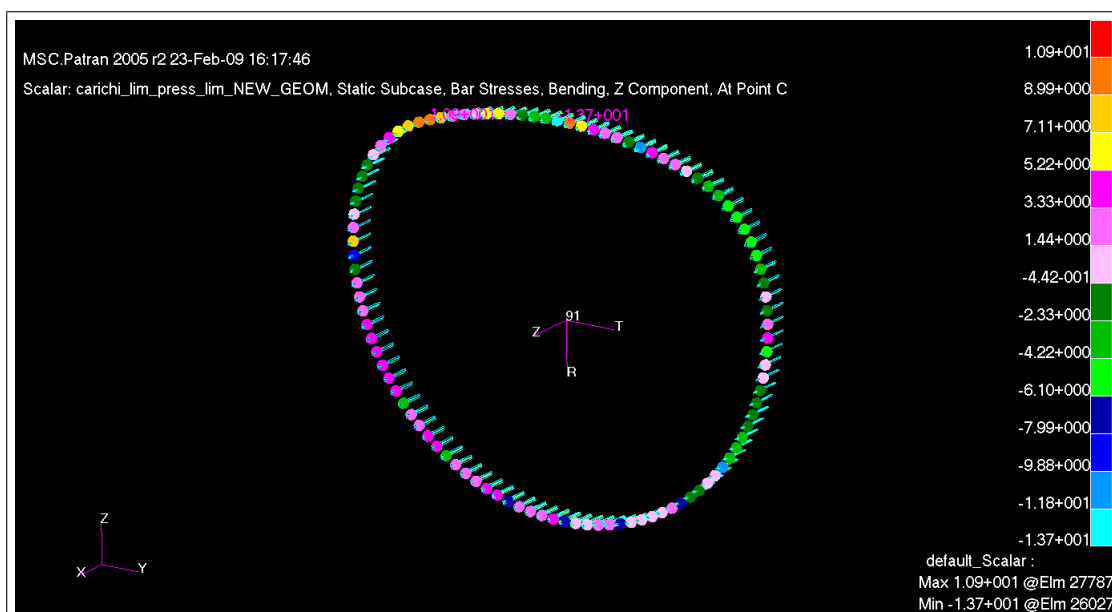 MSC.Patran 2005 r2 23-Feb-09 16:17:46
Scalar: carichi_lim_press_lim_NEW_GEOM, Static Subcase, Bar Stresses, Bending, Z Component, At Point C
1.09+001
-1.37+001
91
Z
T
R
Z
X
Y
1.09+001
8.99+000
7.11+000
5.22+000
3.33+000
1.44+000
-4.42-001
-2.33+000
-4.22+000
-6.10+000
-7.99+000
-9.88+000
-1.18+001
-1.37+001
default_Scalar :
Max 1.09+001 @Elm 27787
Min -1.37+001 @Elm 26027